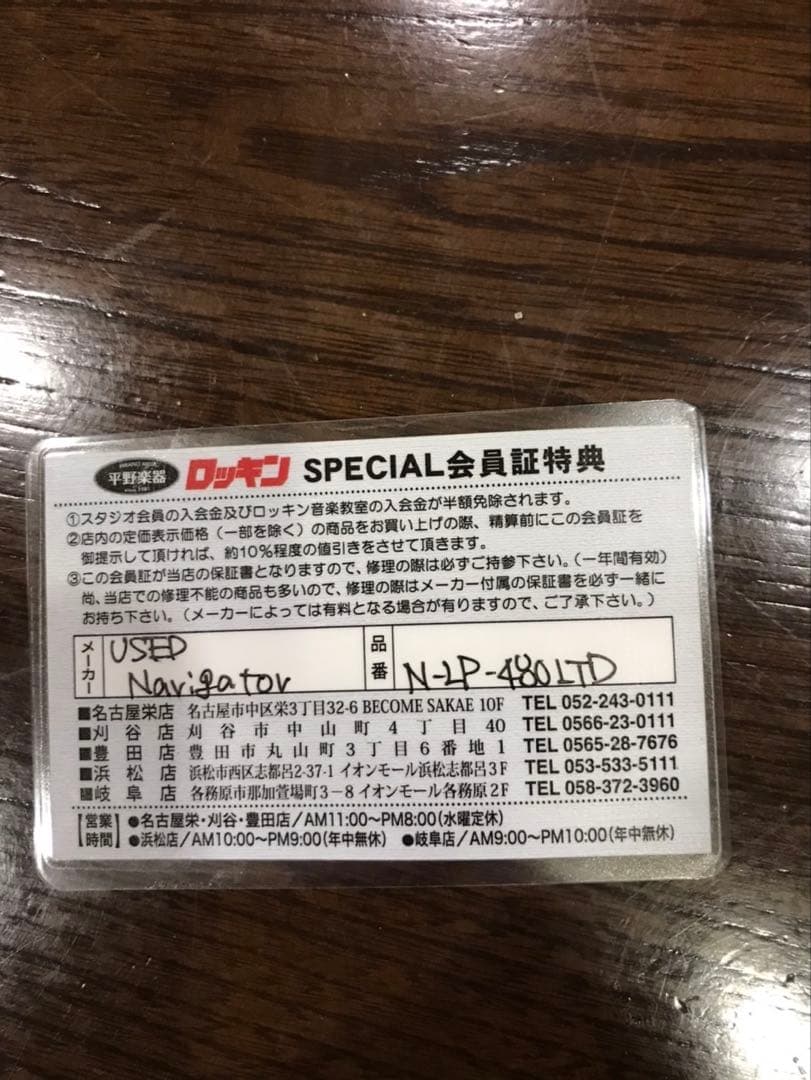 平野楽器 ロッキン SPECIAL会員証特典
①スタジオ会員の入会金及びロッキン音楽教室の入会金が半額免除されます。
②店内の定価表示価格（一部を除く）の商品をお買い上げの際、精算前にこの会員証を
御提示して頂ければ、約10%程度の値引きをさせて頂きます。
③この会員証が当店の保証書となりますので、修理の際は必ずご持参下さい。（一年間有効）
尚、当店での修理不能の商品も多いので、修理の際はメーカー付属の保証書を必ず一緒に
お持ち下さい。（メーカーによっては有料となる場合が有りますので、ご了承下さい。）
メーカー USED Navigator 品番 N-LP-480LTD
■名古屋栄店 名古屋市中区栄3丁目32-6 BECOME SAKAE 10F TEL 052-243-0111
■刈谷店 刈谷市中山町4丁目40 TEL 0566-23-0111
■豊田店 豊田市丸山町3丁目6番地1 TEL 0565-28-7676
■浜松店 浜松市西区志都呂2-37-1 イオンモール浜松志都呂3F TEL 053-533-5111
■岐阜店 各務原市那加萱場町3－8 イオンモール各務原2F TEL 058-372-3960
【営業時間】 ●名古屋栄・刈谷・豊田店／AM11:00〜PM8:00（水曜定休）
●浜松店／AM10:00〜PM9:00（年中無休） ●岐阜店／AM9:00〜PM10:00（年中無休）